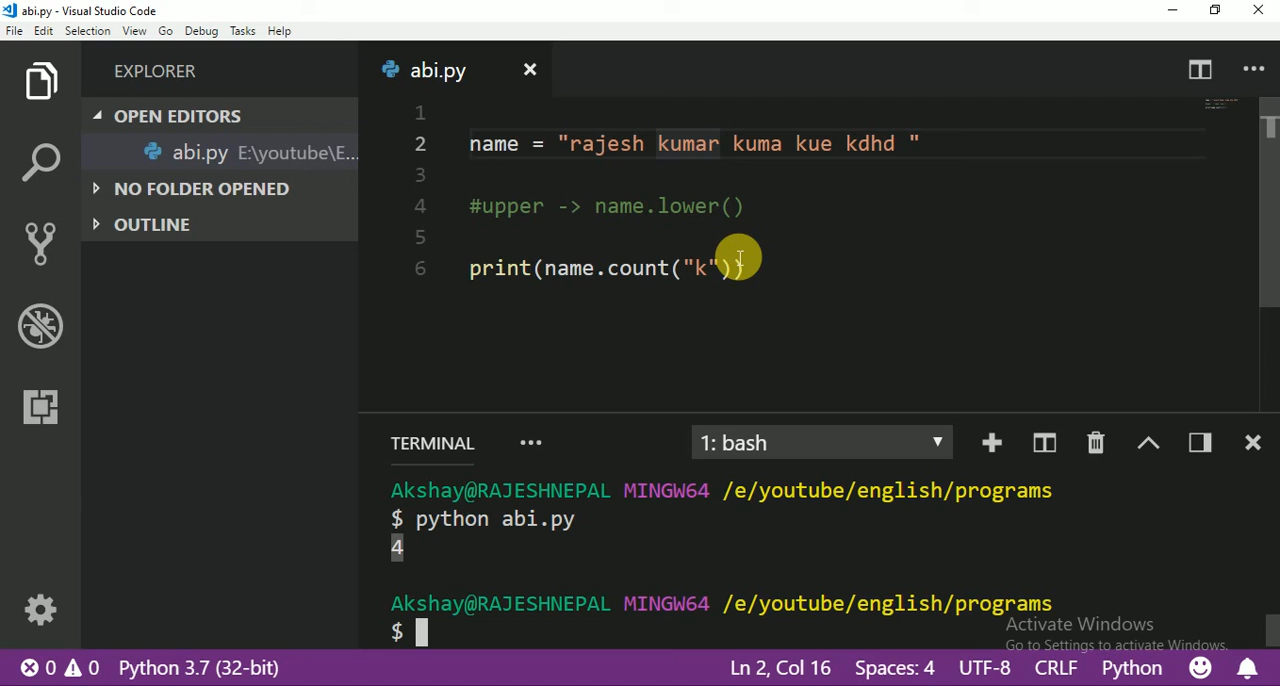 abi.py - Visual Studio Code
File Edit Selection View Go Debug Tasks Help
EXPLORER
OPEN EDITORS
abi.py E:\youtube\E...
NO FOLDER OPENED
OUTLINE
abi.py
1
2 name = "rajesh kumar kuma kue kdhd "
3
4 #upper -> name.lower()
5
6 print(name.count("k"))
TERMINAL 1: bash
Akshay@RAJESHNEPAL MINGW64 /e/youtube/english/programs
$ python abi.py
4
Akshay@RAJESHNEPAL MINGW64 /e/youtube/english/programs
$
Activate Windows
Go to Settings to activate Windows.
0 0 Python 3.7 (32-bit) Ln 2, Col 16 Spaces: 4 UTF-8 CRLF Python